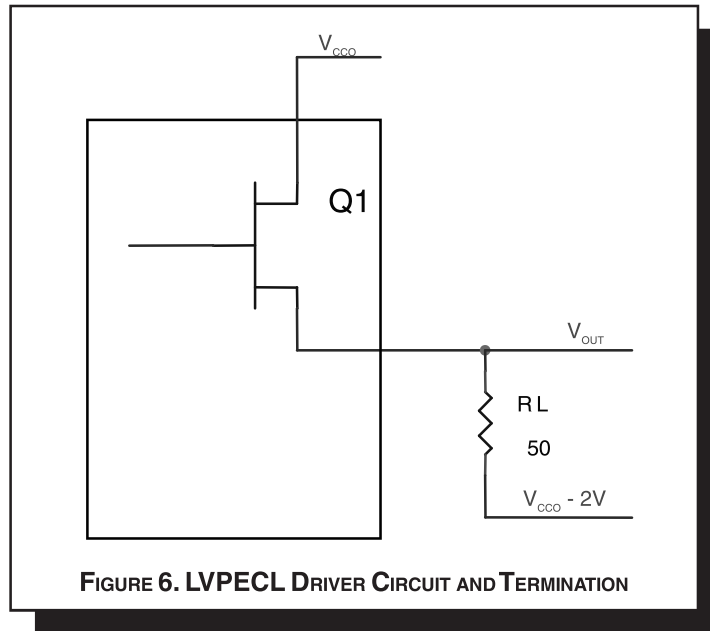 VCCO
Q1
VOUT
RL
50
VCCO - 2V
FIGURE 6. LVPECL DRIVER CIRCUIT AND TERMINATION